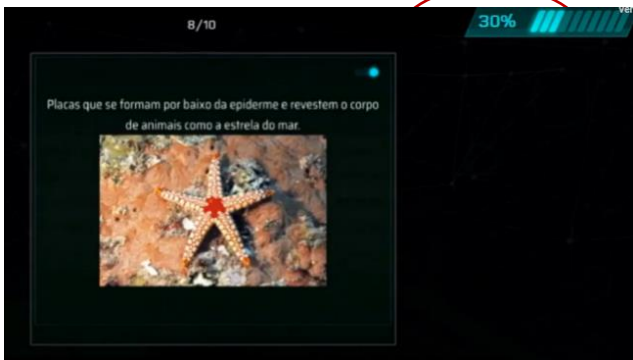 Ver
8/10
30%
Placas que se formam por baixo da epiderme e revestem o corpo
de animais como a estrela do mar.